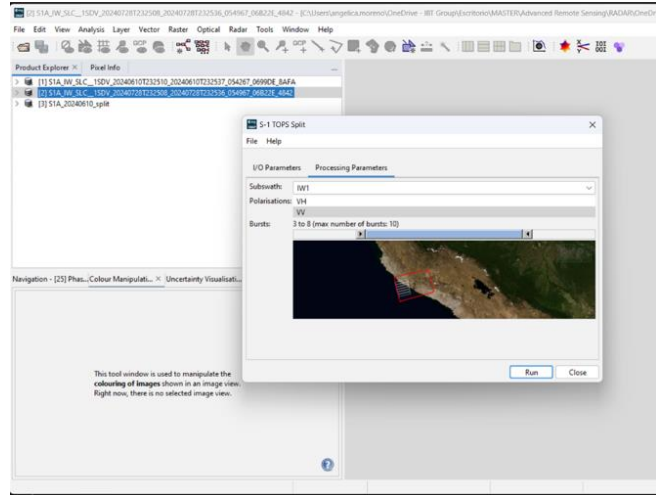 [2] S1A_IW_SLC__1SDV_20240728T232508_20240728T232536_054967_06B22E_4842 - [C:\Users\angelica.moreno\OneDrive - IBT Group\Escritorio\MASTER\Advanced Remote Sensing\RADAR\OneDriv
File Edit View Analysis Layer Vector Raster Optical Radar Tools Window Help
Product Explorer × Pixel Info
[1] S1A_IW_SLC__1SDV_20240610T232510_20240610T232537_054267_0699DE_8AFA
[2] S1A_IW_SLC__1SDV_20240728T232508_20240728T232536_054967_06B22E_4842
[3] S1A_20240610_split
S-1 TOPS Split
File Help
I/O Parameters Processing Parameters
Subswath: IW1
Polarisations: VH
VV
Bursts: 3 to 8 (max number of bursts: 10)
Navigation - [25] Phas... Colour Manipulati... × Uncertainty Visualisati...
This tool window is used to manipulate the
colouring of images shown in an image view.
Right now, there is no selected image view.
Run Close